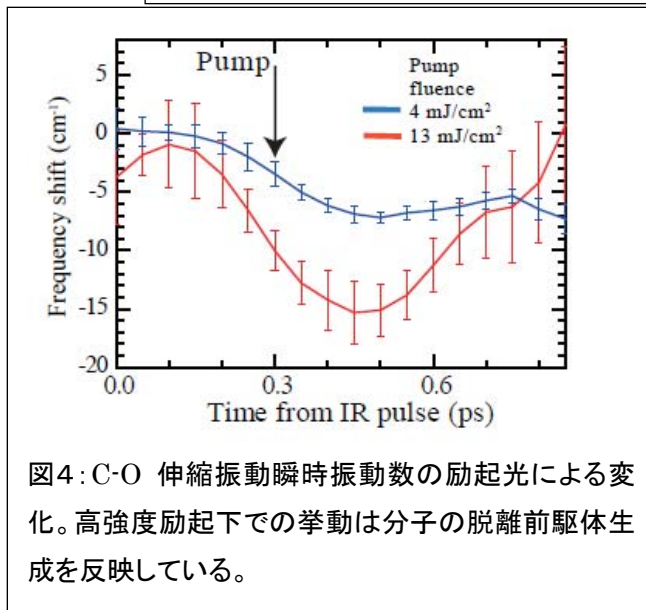 Pump
Pump
fluence
4 mJ/cm²
13 mJ/cm²
Frequency shift (cm⁻¹)
5
0
-5
-10
-15
-20
0.0
0.3
0.6
Time from IR pulse (ps)
図4：C-O 伸縮振動瞬時振動数の励起光による変
化。高強度励起下での挙動は分子の脱離前駆体生
成を反映している。